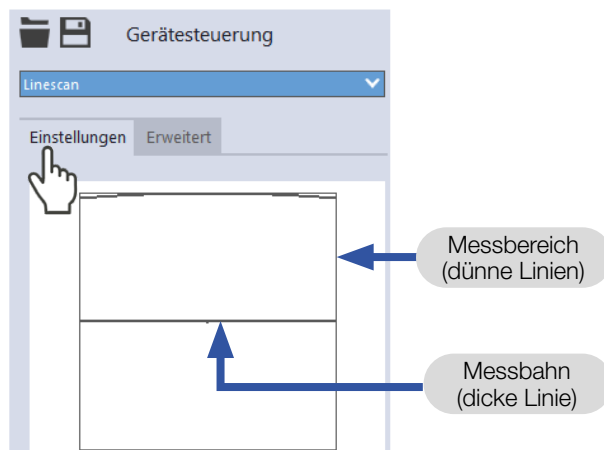 Gerätesteuerung
Linescan
Einstellungen Erweitert
Messbereich
(dünne Linien)
Messbahn
(dicke Linie)